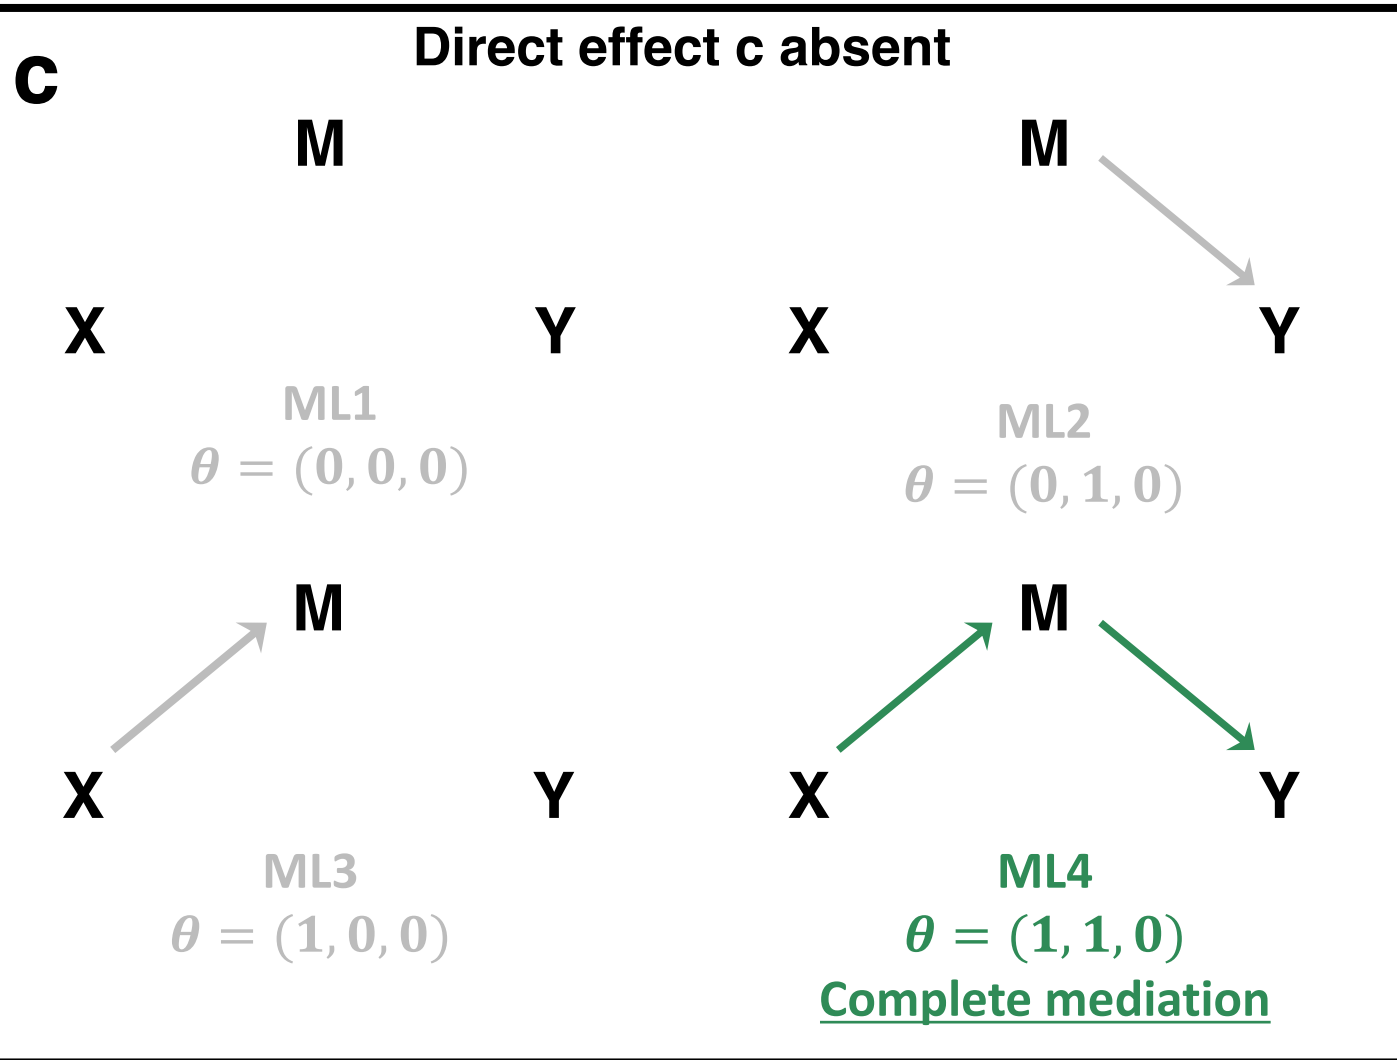 Direct effect c absent
c
M
X Y
ML1
θ = (0, 0, 0)
M
X Y
ML2
θ = (0, 1, 0)
M
X Y
ML3
θ = (1, 0, 0)
M
X Y
ML4
θ = (1, 1, 0)
Complete mediation